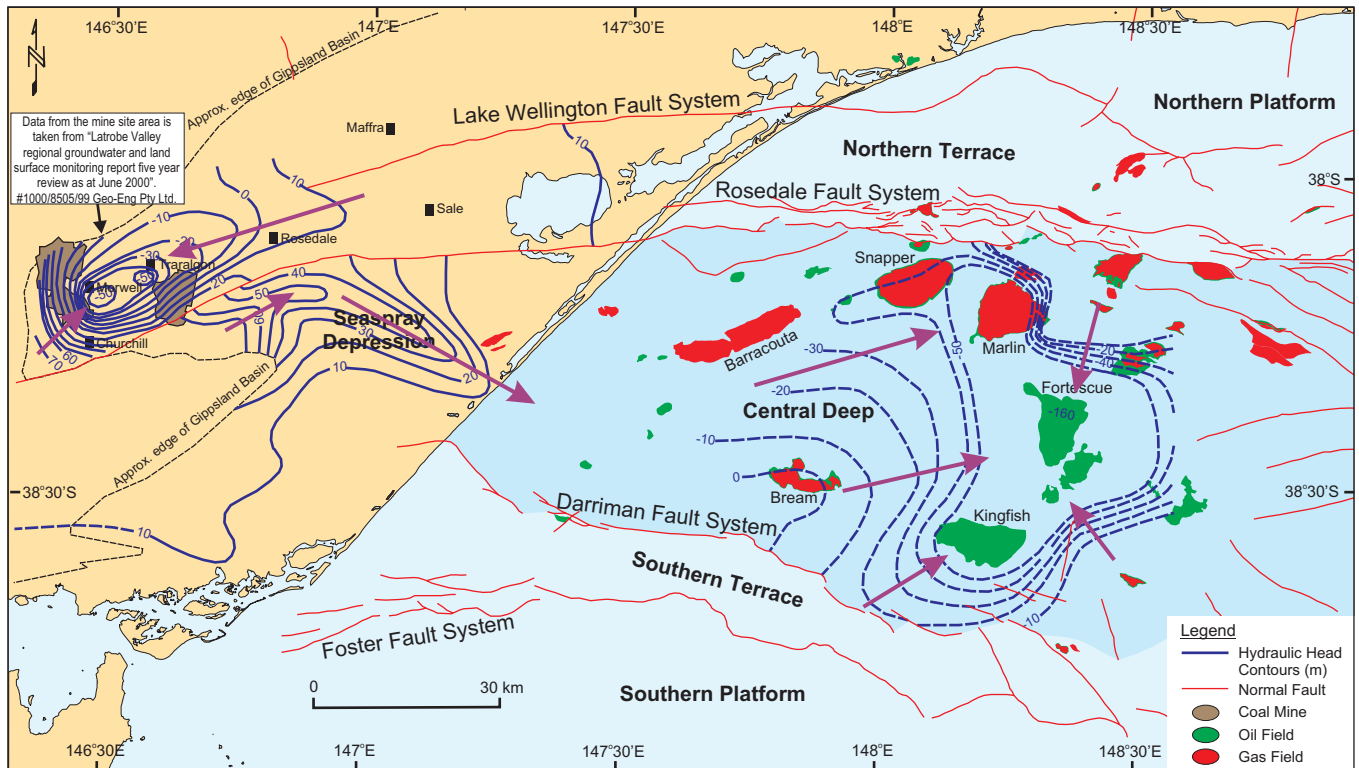 146°30'E
147°E
147°30'E
148°E
148°30'E
N
Approx. edge of Gippsland Basin
Data from the mine site area is
taken from “Latrobe Valley
regional groundwater and land
surface monitoring report five year
review as at June 2000”.
#1000/8505/99 Geo-Eng Pty Ltd.
Maffra
Lake Wellington Fault System
Northern Platform
Northern Terrace
38°S
Rosedale Fault System
Sale
Rosedale
10
10
0
-10
-20
-30
-50
Traralgon
Morwell
-50
20
40
50
60
Churchill
60
70
Seaspray
Depression
30
20
10
Snapper
Barracouta
Marlin
-50
-30
-20
-20
-40
Fortescue
-160
Central Deep
-10
0
Bream
Approx. edge of Gippsland Basin
38°30'S
38°30'S
10
Darriman Fault System
Kingfish
Southern Terrace
-10
Foster Fault System
0
30 km
Southern Platform
Legend
Hydraulic Head
Contours (m)
Normal Fault
Coal Mine
Oil Field
Gas Field
146°30'E
147°E
147°30'E
148°E
148°30'E